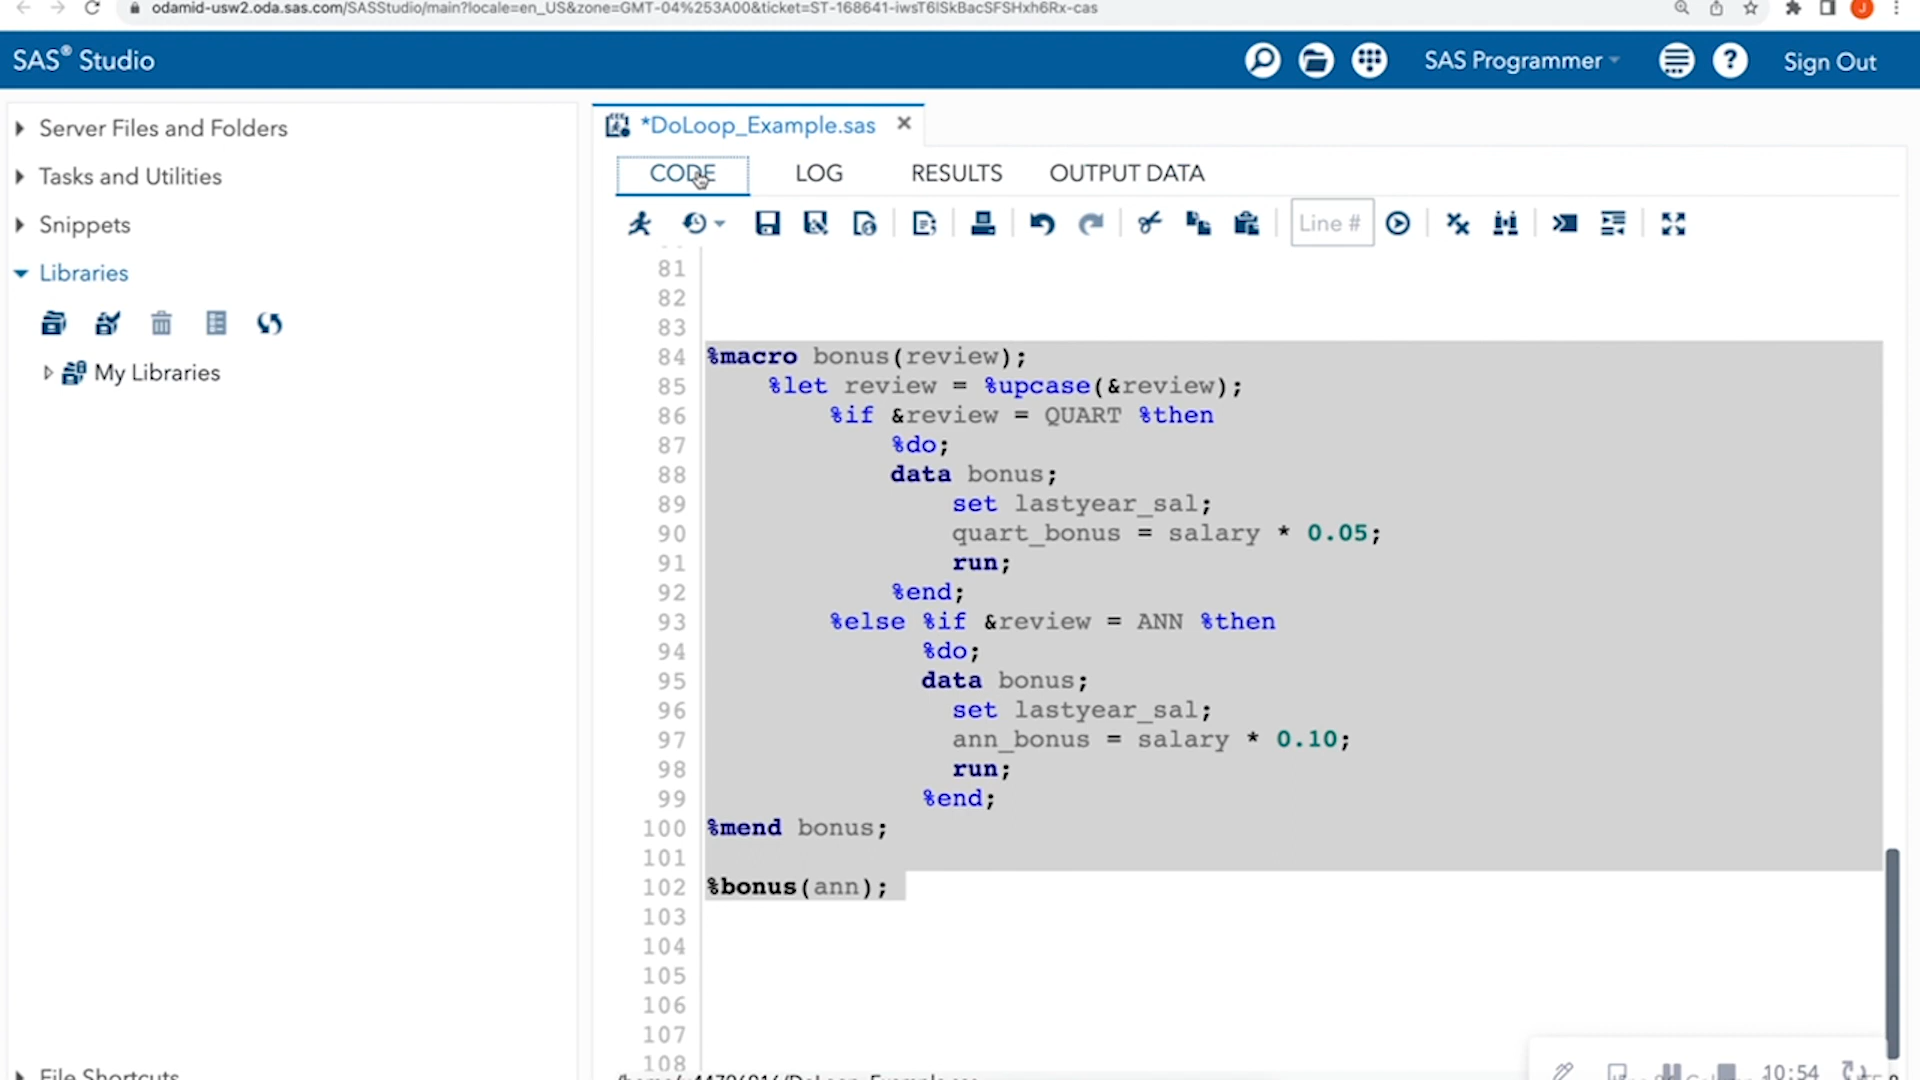 odamid-usw2.oda.sas.com/SASStudio/main?locale=en_US&zone=GMT-04%253A00&ticket=ST-168641-iwsT6ISkBacSFSHxh6Rx-cas
J
SAS® Studio
SAS Programmer
?
Sign Out
Server Files and Folders
Tasks and Utilities
Snippets
Libraries
My Libraries
*DoLoop_Example.sas
CODE
LOG
RESULTS
OUTPUT DATA
Line #
81
82
83
84 %macro bonus(review);
85 %let review = %upcase(&review);
86 %if &review = QUART %then
87 %do;
88 data bonus;
89 set lastyear_sal;
90 quart_bonus = salary * 0.05;
91 run;
92 %end;
93 %else %if &review = ANN %then
94 %do;
95 data bonus;
96 set lastyear_sal;
97 ann_bonus = salary * 0.10;
98 run;
99 %end;
100 %mend bonus;
101
102 %bonus(ann);
103
104
105
106
107
108
File Shortcuts
10:54